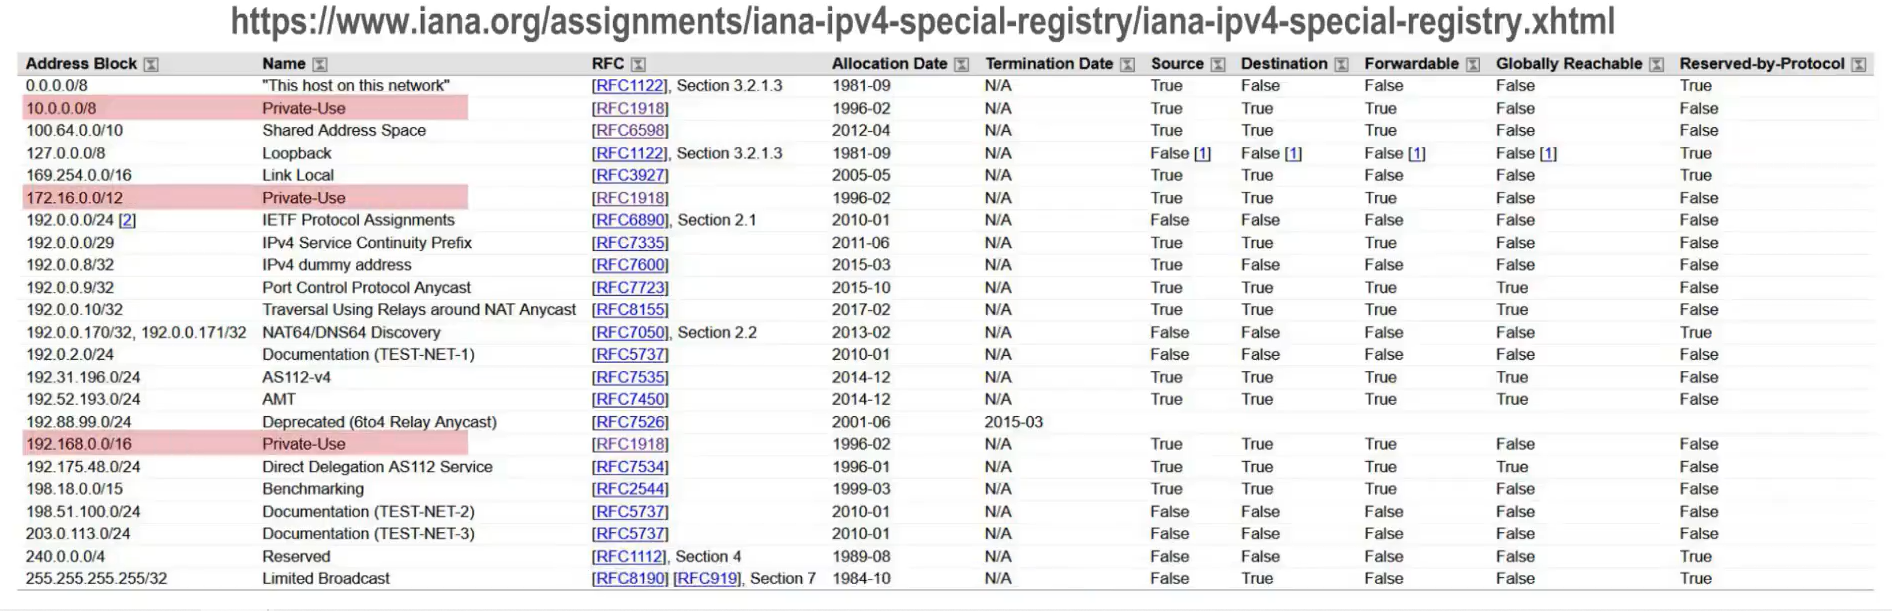 https://www.iana.org/assignments/iana-ipv4-special-registry/iana-ipv4-special-registry.xhtml
Address Block Name RFC Allocation Date Termination Date Source Destination Forwardable Globally Reachable Reserved-by-Protocol
0.0.0.0/8 "This host on this network" [RFC1122], Section 3.2.1.3 1981-09 N/A True False False False True
10.0.0.0/8 Private-Use [RFC1918] 1996-02 N/A True True True False False
100.64.0.0/10 Shared Address Space [RFC6598] 2012-04 N/A True True True False False
127.0.0.0/8 Loopback [RFC1122], Section 3.2.1.3 1981-09 N/A False [1] False [1] False [1] False [1] True
169.254.0.0/16 Link Local [RFC3927] 2005-05 N/A True True False False True
172.16.0.0/12 Private-Use [RFC1918] 1996-02 N/A True True True False False
192.0.0.0/24 [2] IETF Protocol Assignments [RFC6890], Section 2.1 2010-01 N/A False False False False False
192.0.0.0/29 IPv4 Service Continuity Prefix [RFC7335] 2011-06 N/A True True True False False
192.0.0.8/32 IPv4 dummy address [RFC7600] 2015-03 N/A True False False False False
192.0.0.9/32 Port Control Protocol Anycast [RFC7723] 2015-10 N/A True True True True False
192.0.0.10/32 Traversal Using Relays around NAT Anycast [RFC8155] 2017-02 N/A True True True True False
192.0.0.170/32, 192.0.0.171/32 NAT64/DNS64 Discovery [RFC7050], Section 2.2 2013-02 N/A False False False False True
192.0.2.0/24 Documentation (TEST-NET-1) [RFC5737] 2010-01 N/A False False False False False
192.31.196.0/24 AS112-v4 [RFC7535] 2014-12 N/A True True True True False
192.52.193.0/24 AMT [RFC7450] 2014-12 N/A True True True True False
192.88.99.0/24 Deprecated (6to4 Relay Anycast) [RFC7526] 2001-06 2015-03
192.168.0.0/16 Private-Use [RFC1918] 1996-02 N/A True True True False False
192.175.48.0/24 Direct Delegation AS112 Service [RFC7534] 1996-01 N/A True True True True False
198.18.0.0/15 Benchmarking [RFC2544] 1999-03 N/A True True True False False
198.51.100.0/24 Documentation (TEST-NET-2) [RFC5737] 2010-01 N/A False False False False False
203.0.113.0/24 Documentation (TEST-NET-3) [RFC5737] 2010-01 N/A False False False False False
240.0.0.0/4 Reserved [RFC1112], Section 4 1989-08 N/A False False False False True
255.255.255.255/32 Limited Broadcast [RFC8190] [RFC919], Section 7 1984-10 N/A False True False False True